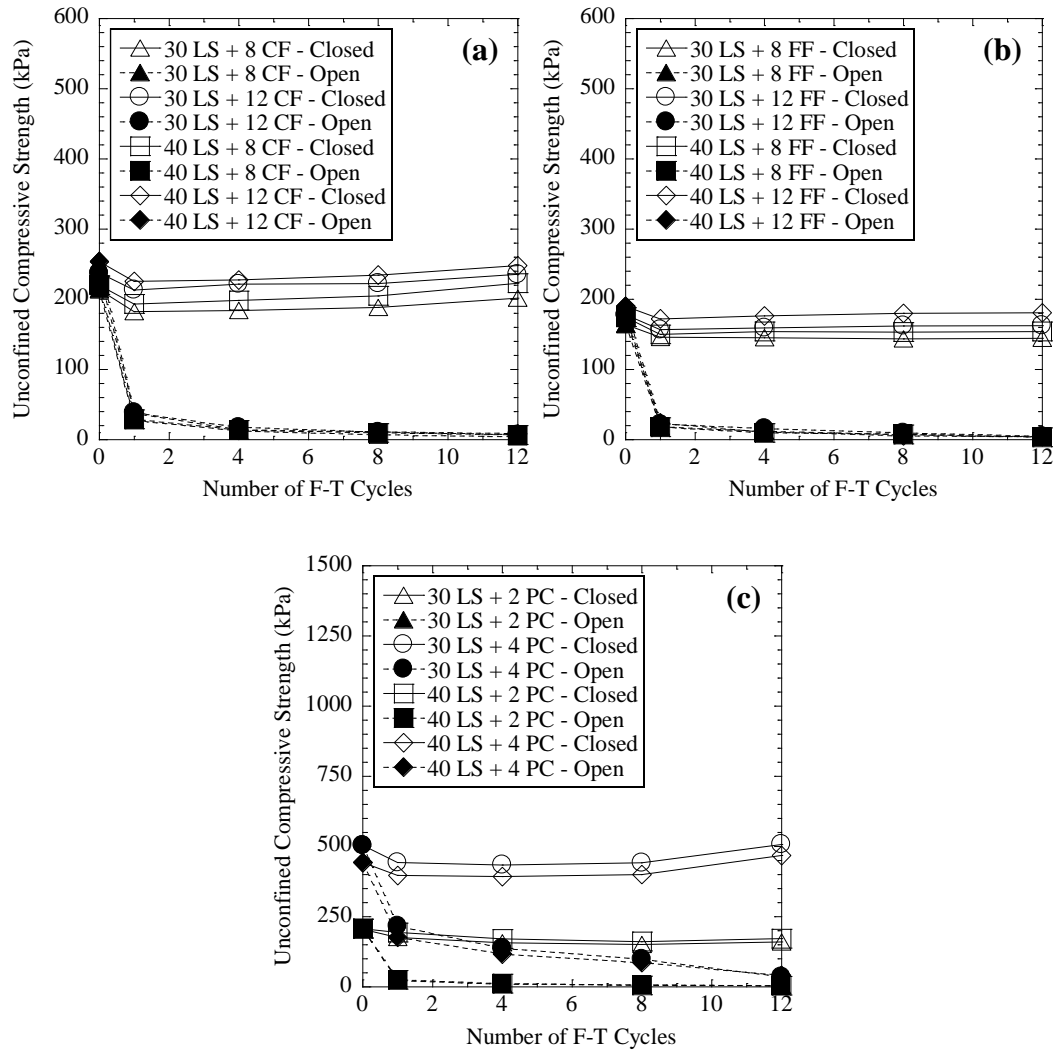 (a)
Unconfined Compressive Strength (kPa)
600
500
400
300
200
100
0
30 LS + 8 CF - Closed
30 LS + 8 CF - Open
30 LS + 12 CF - Closed
30 LS + 12 CF - Open
40 LS + 8 CF - Closed
40 LS + 8 CF - Open
40 LS + 12 CF - Closed
40 LS + 12 CF - Open
0 2 4 6 8 10 12
Number of F-T Cycles
(b)
Unconfined Compressive Strength (kPa)
600
500
400
300
200
100
0
30 LS + 8 FF - Closed
30 LS + 8 FF - Open
30 LS + 12 FF - Closed
30 LS + 12 FF - Open
40 LS + 8 FF - Closed
40 LS + 8 FF - Open
40 LS + 12 FF - Closed
40 LS + 12 FF - Open
0 2 4 6 8 10 12
Number of F-T Cycles
(c)
Unconfined Compressive Strength (kPa)
1500
1250
1000
750
500
250
0
30 LS + 2 PC - Closed
30 LS + 2 PC - Open
30 LS + 4 PC - Closed
30 LS + 4 PC - Open
40 LS + 2 PC - Closed
40 LS + 2 PC - Open
40 LS + 4 PC - Closed
40 LS + 4 PC - Open
0 2 4 6 8 10 12
Number of F-T Cycles